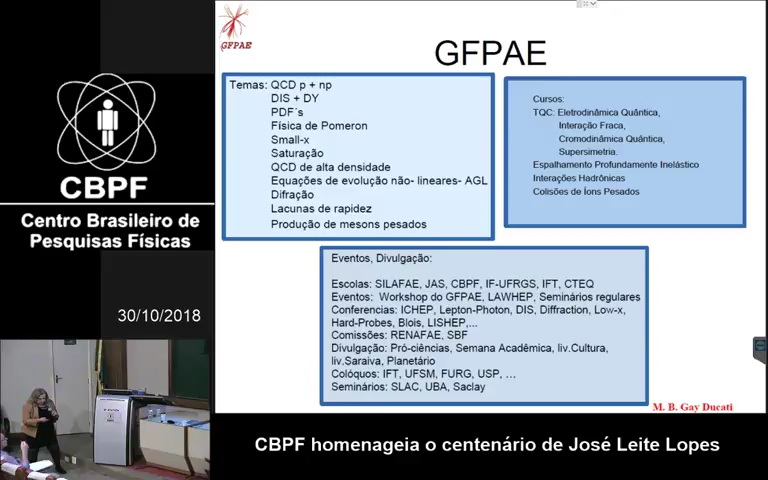 GFPAE
GFPAE
Temas: QCD p + np
DIS + DY
PDF´s
Física de Pomeron
Small-x
Saturação
QCD de alta densidade
Equações de evolução não- lineares- AGL
Difração
Lacunas de rapidez
Produção de mesons pesados
Cursos:
TQC: Eletrodinâmica Quântica,
Interação Fraca,
Cromodinâmica Quântica,
Supersimetria.
Espalhamento Profundamente Inelástico
Interações Hadrônicas
Colisões de Íons Pesados
Eventos, Divulgação:
Escolas: SILAFAE, JAS, CBPF, IF-UFRGS, IFT, CTEQ
Eventos: Workshop do GFPAE, LAWHEP, Seminários regulares
Conferencias: ICHEP, Lepton-Photon, DIS, Diffraction, Low-x,
Hard-Probes, Blois, LISHEP,...
Comissões: RENAFAE, SBF
Divulgação: Pró-ciências, Semana Acadêmica, liv.Cultura,
liv.Saraiva, Planetário
Colóquos: IFT, UFSM, FURG, USP, ...
Seminários: SLAC, UBA, Saclay
M. B. Gay Ducati
CBPF
Centro Brasileiro de
Pesquisas Físicas
30/10/2018
CBPF homenageia o centenário de José Leite Lopes